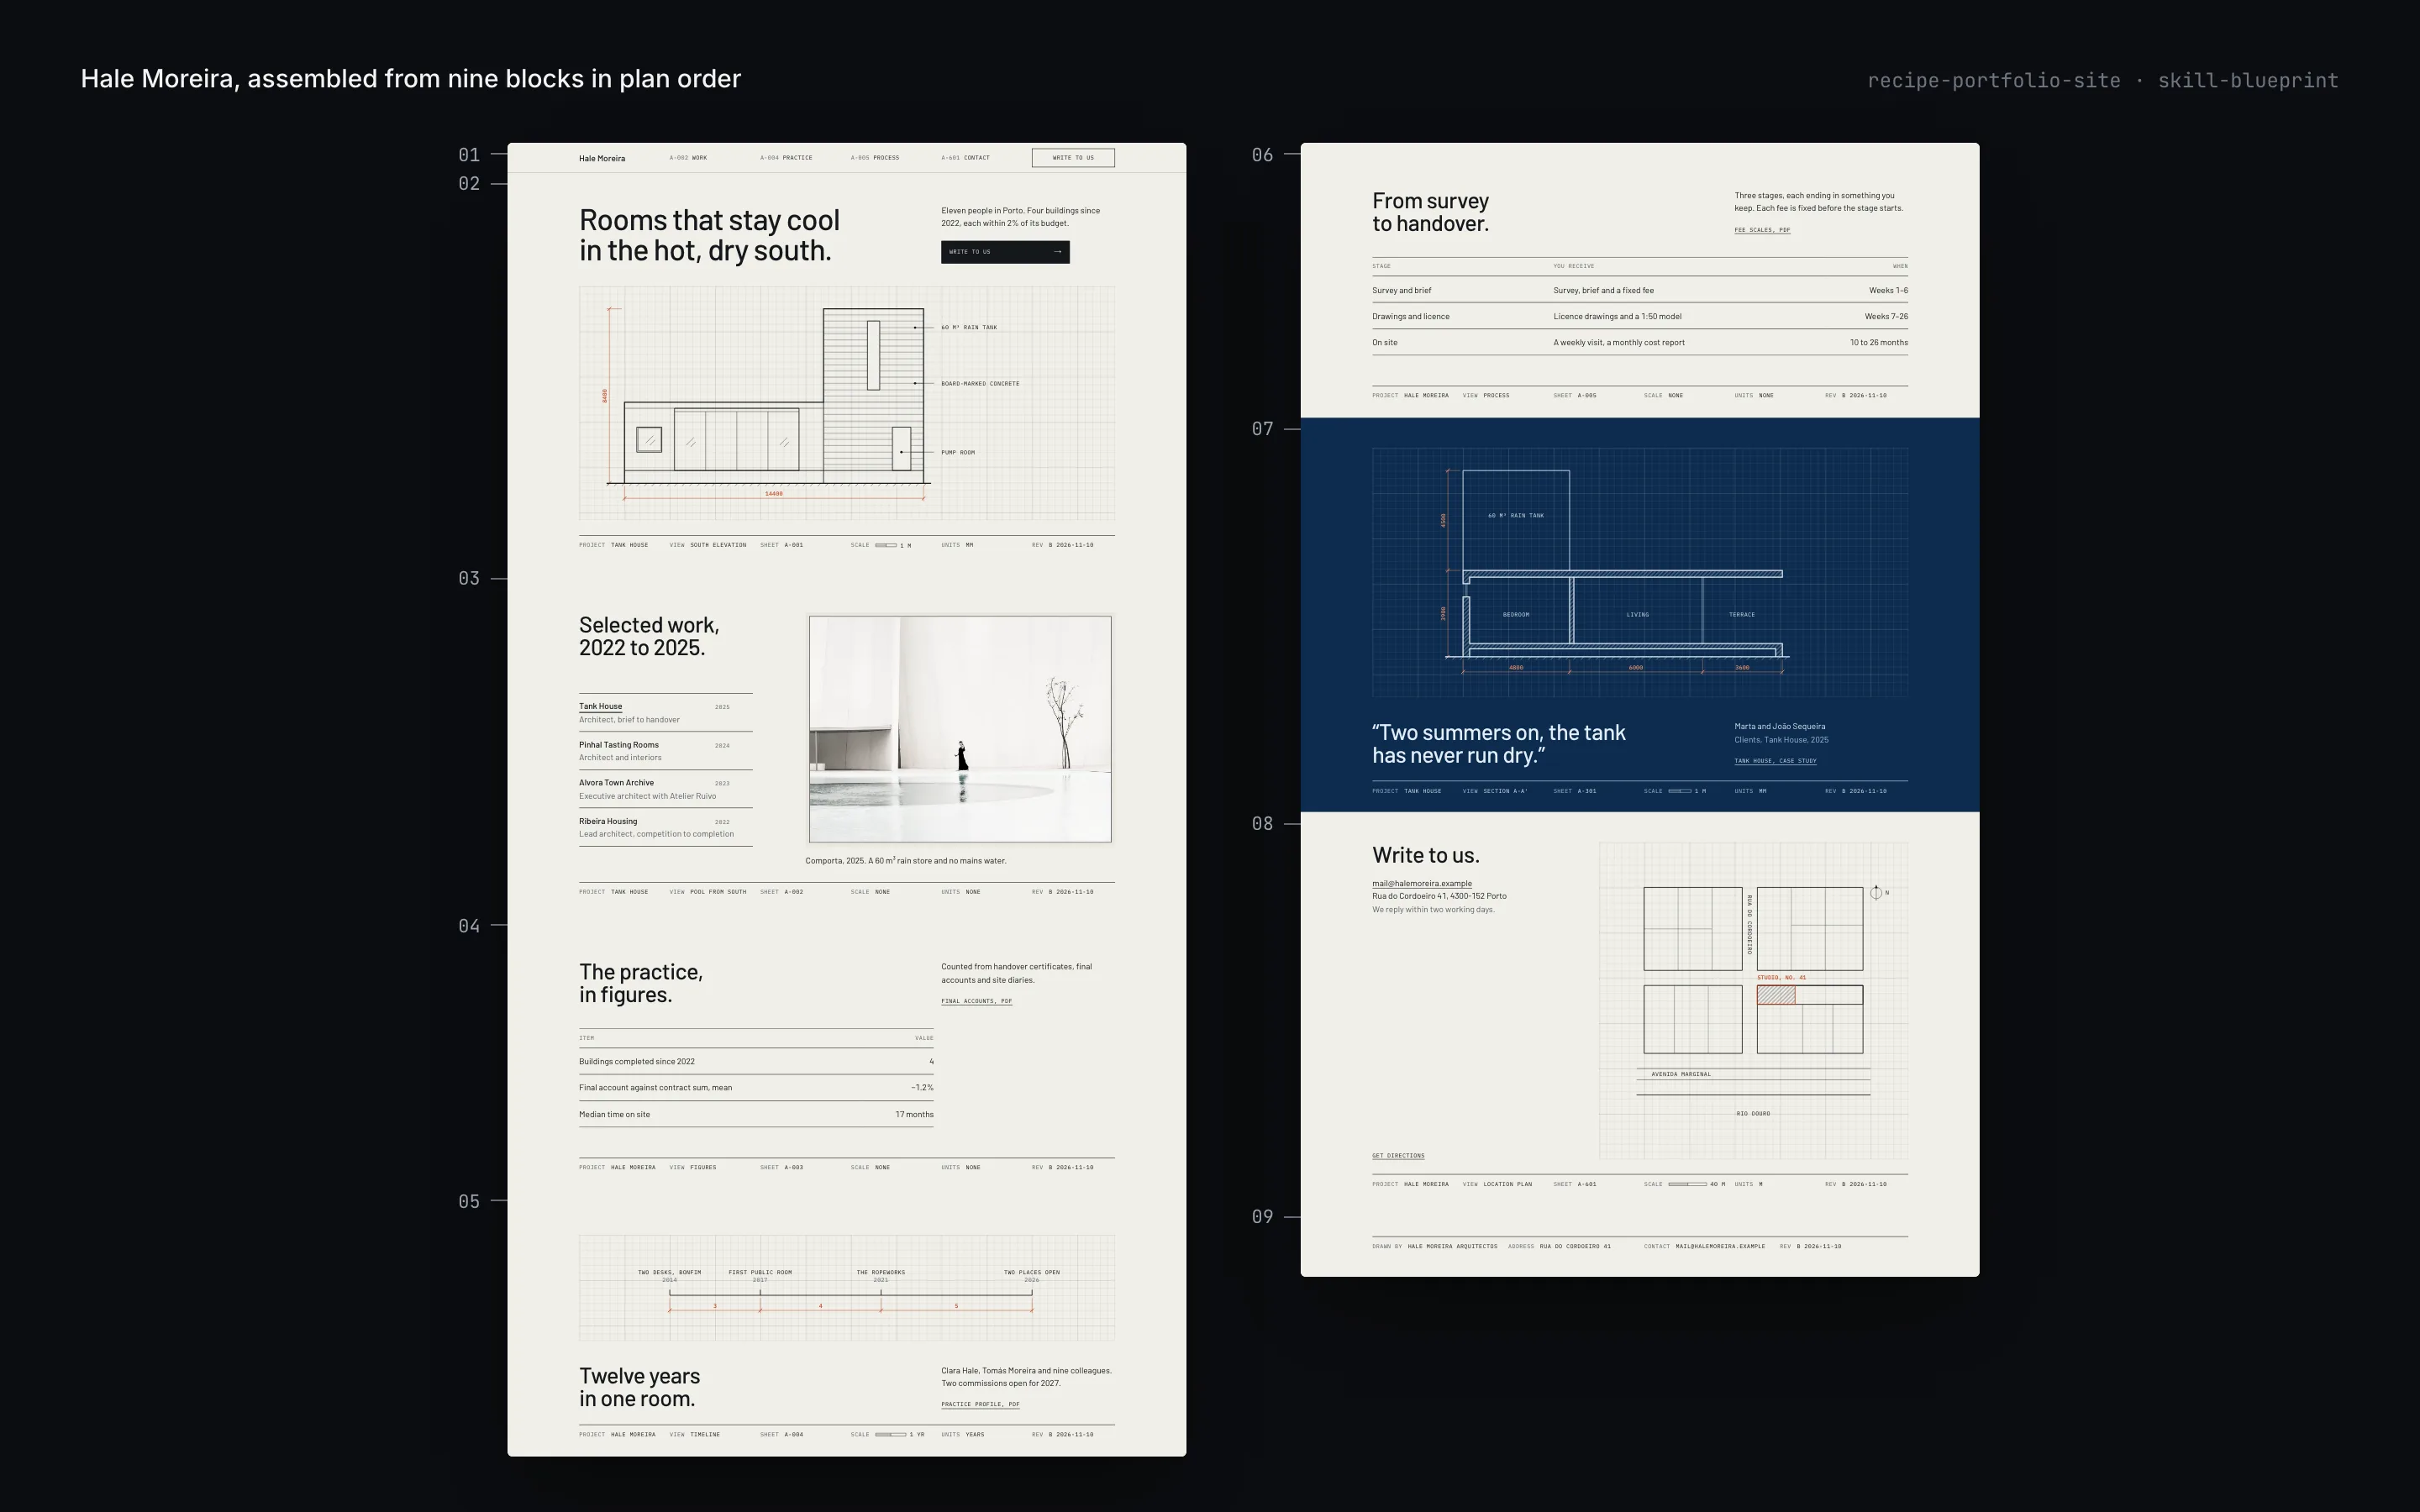 Hale Moreira, assembled from nine blocks in plan order
recipe-portfolio-site · skill-blueprint
01
02
Hale Moreira
A-002 WORK
A-004 PRACTICE
A-005 PROCESS
A-601 CONTACT
WRITE TO US
Rooms that stay cool
in the hot, dry south.
Eleven people in Porto. Four buildings since
2022, each within 2% of its budget.
WRITE TO US →
8400
60 M³ RAIN TANK
BOARD-MARKED CONCRETE
PUMP ROOM
14400
PROJECT TANK HOUSE VIEW SOUTH ELEVATION SHEET A-001 SCALE 1 M UNITS MM REV B 2026-11-10
03
Selected work,
2022 to 2025.
Tank House 2025
Architect, brief to handover
Pinhal Tasting Rooms 2024
Architect and interiors
Alvora Town Archive 2023
Executive architect with Atelier Ruivo
Ribeira Housing 2022
Lead architect, competition to completion
Comporta, 2025. A 60 m³ rain store and no mains water.
PROJECT TANK HOUSE VIEW POOL FROM SOUTH SHEET A-002 SCALE NONE UNITS NONE REV B 2026-11-10
04
The practice,
in figures.
Counted from handover certificates, final
accounts and site diaries.
FINAL ACCOUNTS, PDF
ITEM VALUE
Buildings completed since 2022 4
Final account against contract sum, mean −1.2%
Median time on site 17 months
PROJECT HALE MOREIRA VIEW FIGURES SHEET A-003 SCALE NONE UNITS NONE REV B 2026-11-10
05
TWO DESKS, BONFIM
2014
FIRST PUBLIC ROOM
2017
THE ROPEWORKS
2021
TWO PLACES OPEN
2026
3 4 5
Twelve years
in one room.
Clara Hale, Tomás Moreira and nine colleagues.
Two commissions open for 2027.
PRACTICE PROFILE, PDF
PROJECT HALE MOREIRA VIEW TIMELINE SHEET A-004 SCALE 1 YR UNITS YEARS REV B 2026-11-10
06
From survey
to handover.
Three stages, each ending in something you
keep. Each fee is fixed before the stage starts.
FEE SCALES, PDF
STAGE YOU RECEIVE WHEN
Survey and brief Survey, brief and a fixed fee Weeks 1–6
Drawings and licence Licence drawings and a 1:50 model Weeks 7–26
On site A weekly visit, a monthly cost report 10 to 26 months
PROJECT HALE MOREIRA VIEW PROCESS SHEET A-005 SCALE NONE UNITS NONE REV B 2026-11-10
07
4500
60 M³ RAIN TANK
3900
BEDROOM
LIVING
TERRACE
4800 6000 3600
“Two summers on, the tank
has never run dry.”
Marta and João Sequeira
Clients, Tank House, 2025
TANK HOUSE, CASE STUDY
PROJECT TANK HOUSE VIEW SECTION A-A' SHEET A-301 SCALE 1 M UNITS MM REV B 2026-11-10
08
Write to us.
mail@halemoreira.example
Rua do Cordoeiro 41, 4300-152 Porto
We reply within two working days.
RUA DO CORDOEIRO
N
STUDIO, NO. 41
AVENIDA MARGINAL
RIO DOURO
GET DIRECTIONS
PROJECT HALE MOREIRA VIEW LOCATION PLAN SHEET A-601 SCALE 40 M UNITS M REV B 2026-11-10
09
DRAWN BY HALE MOREIRA ARQUITECTOS ADDRESS RUA DO CORDOEIRO 41 CONTACT MAIL@HALEMOREIRA.EXAMPLE REV B 2026-11-10